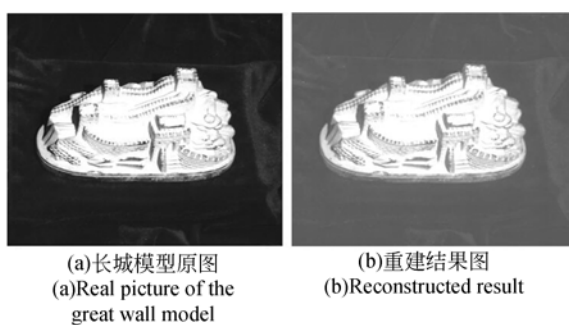 (a)长城模型原图
(a)Real picture of the
great wall model
(b)重建结果图
(b)Reconstructed result